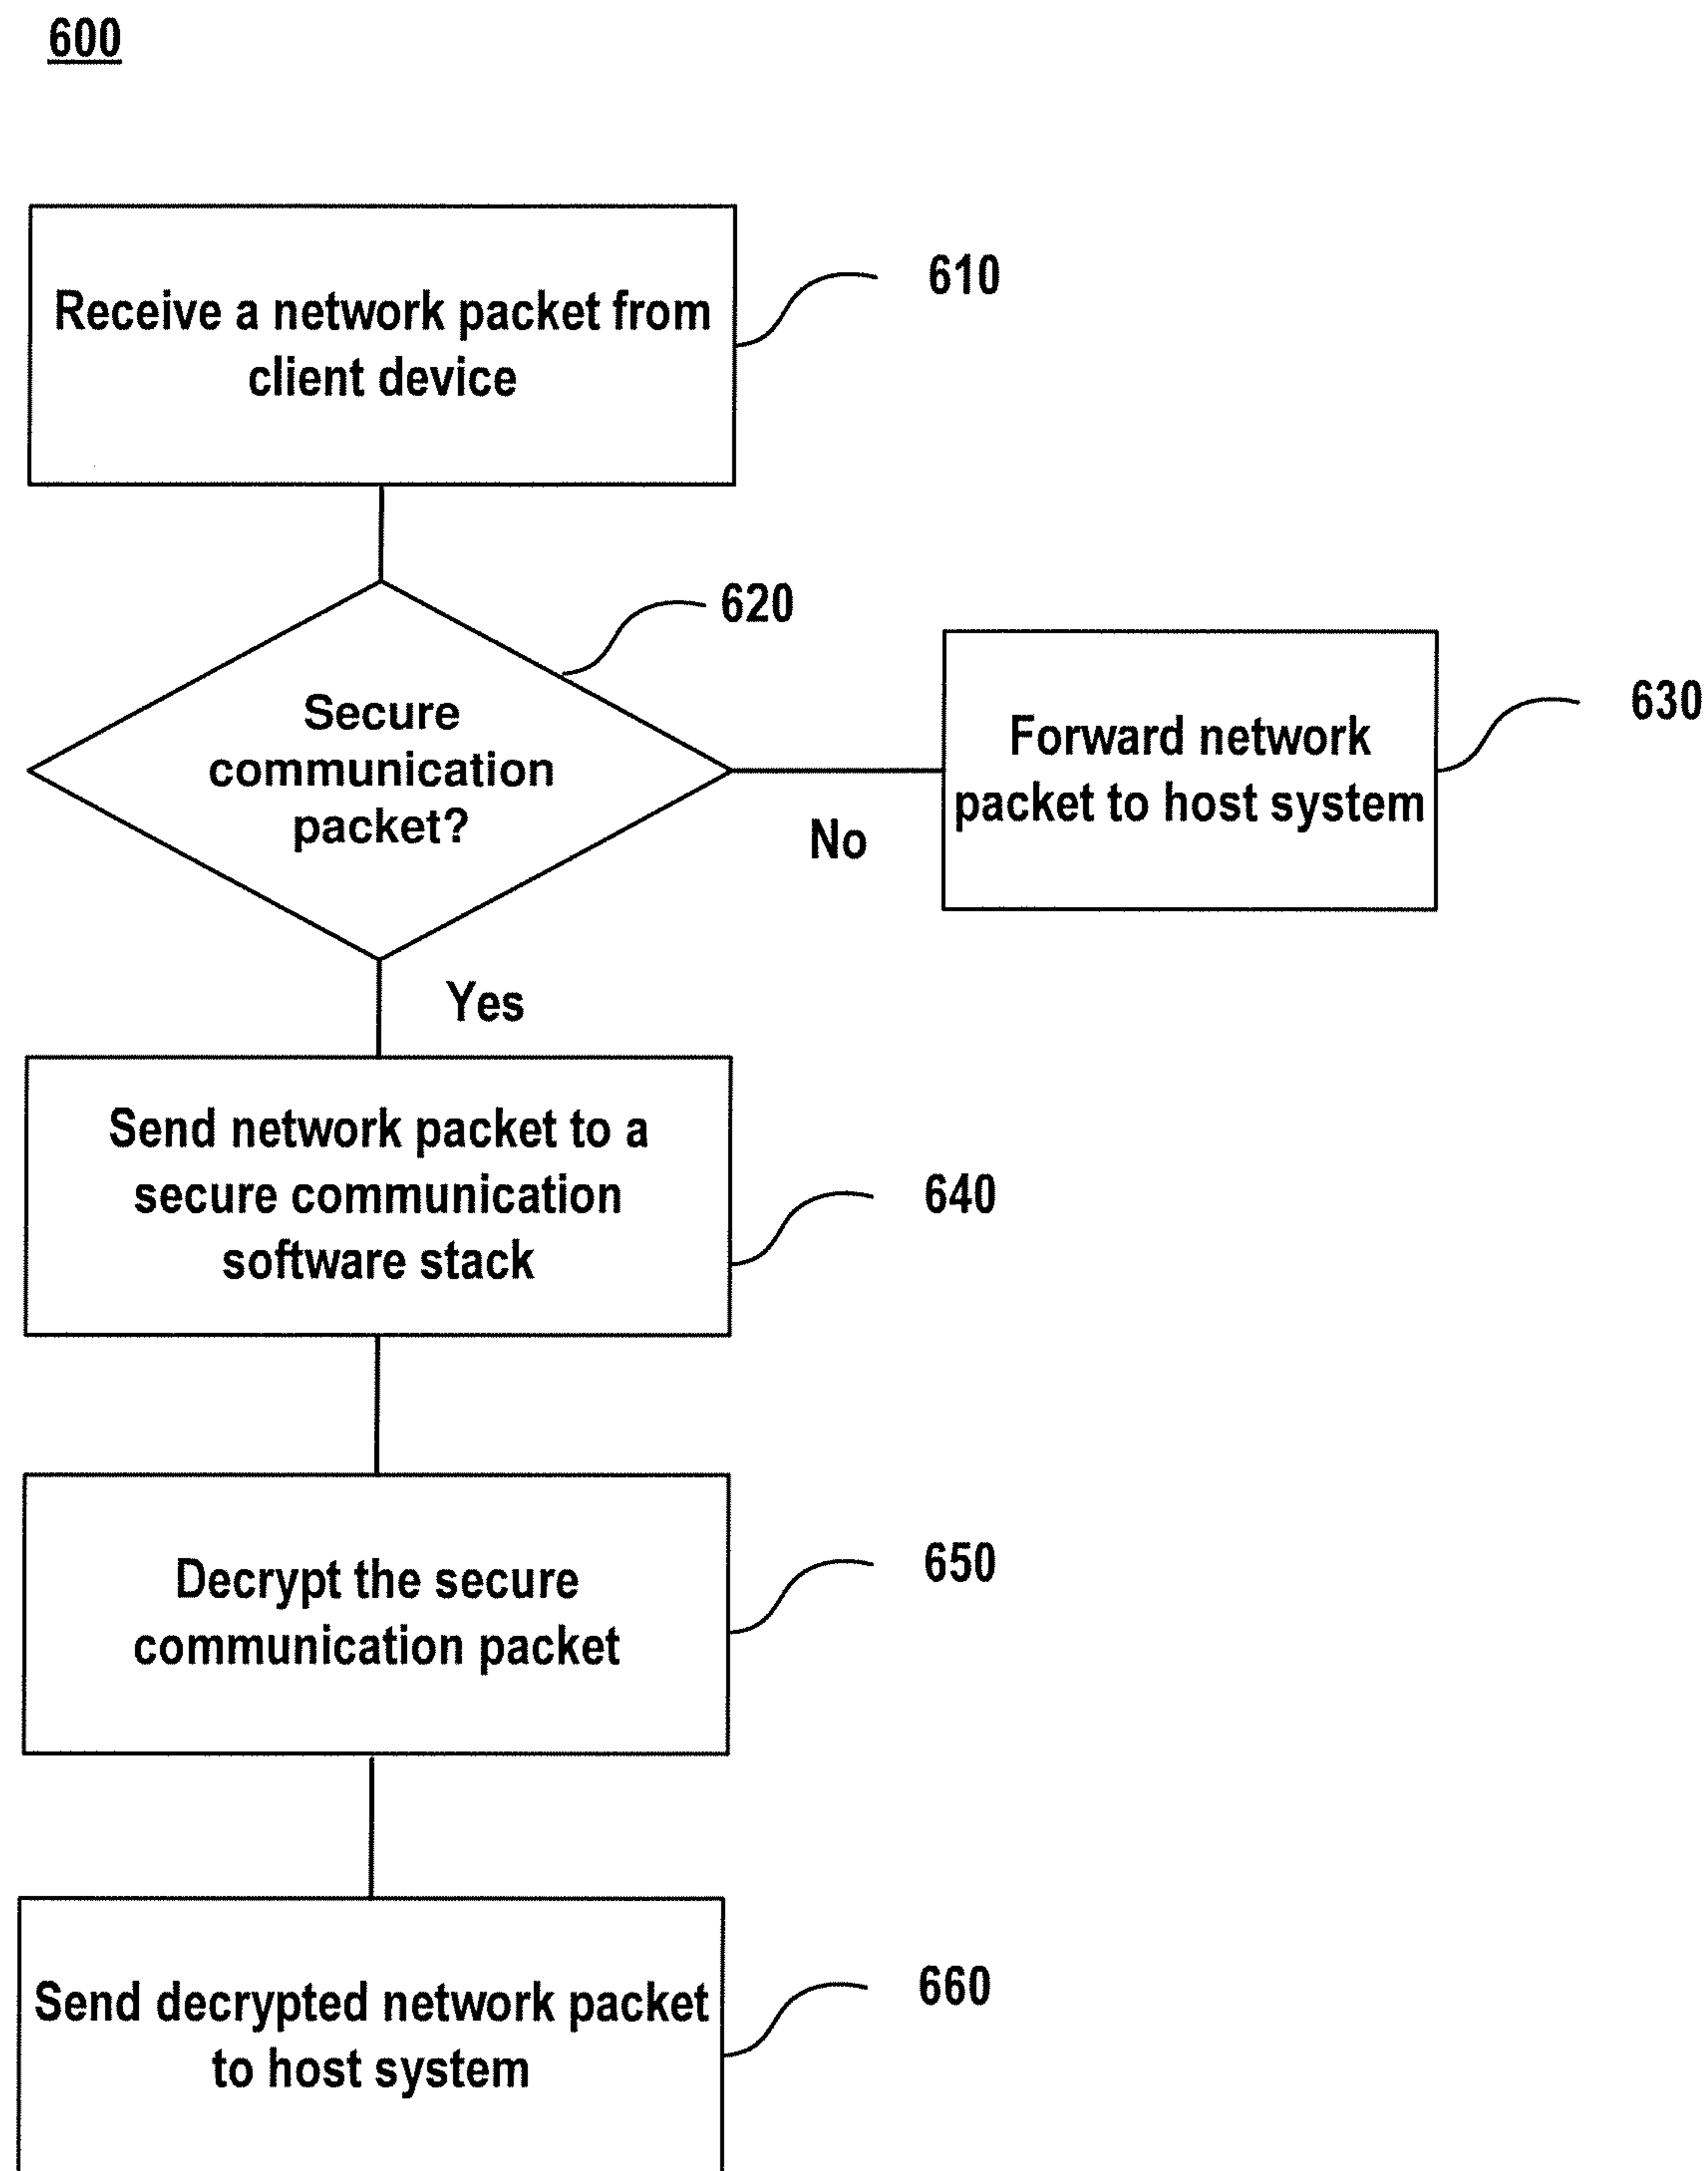 600
Receive a network packet from
client device
610
620
Secure
communication
packet?
630
Forward network
packet to host system
No
Yes
Send network packet to a
secure communication
software stack
640
Decrypt the secure
communication packet
650
Send decrypted network packet
to host system
660